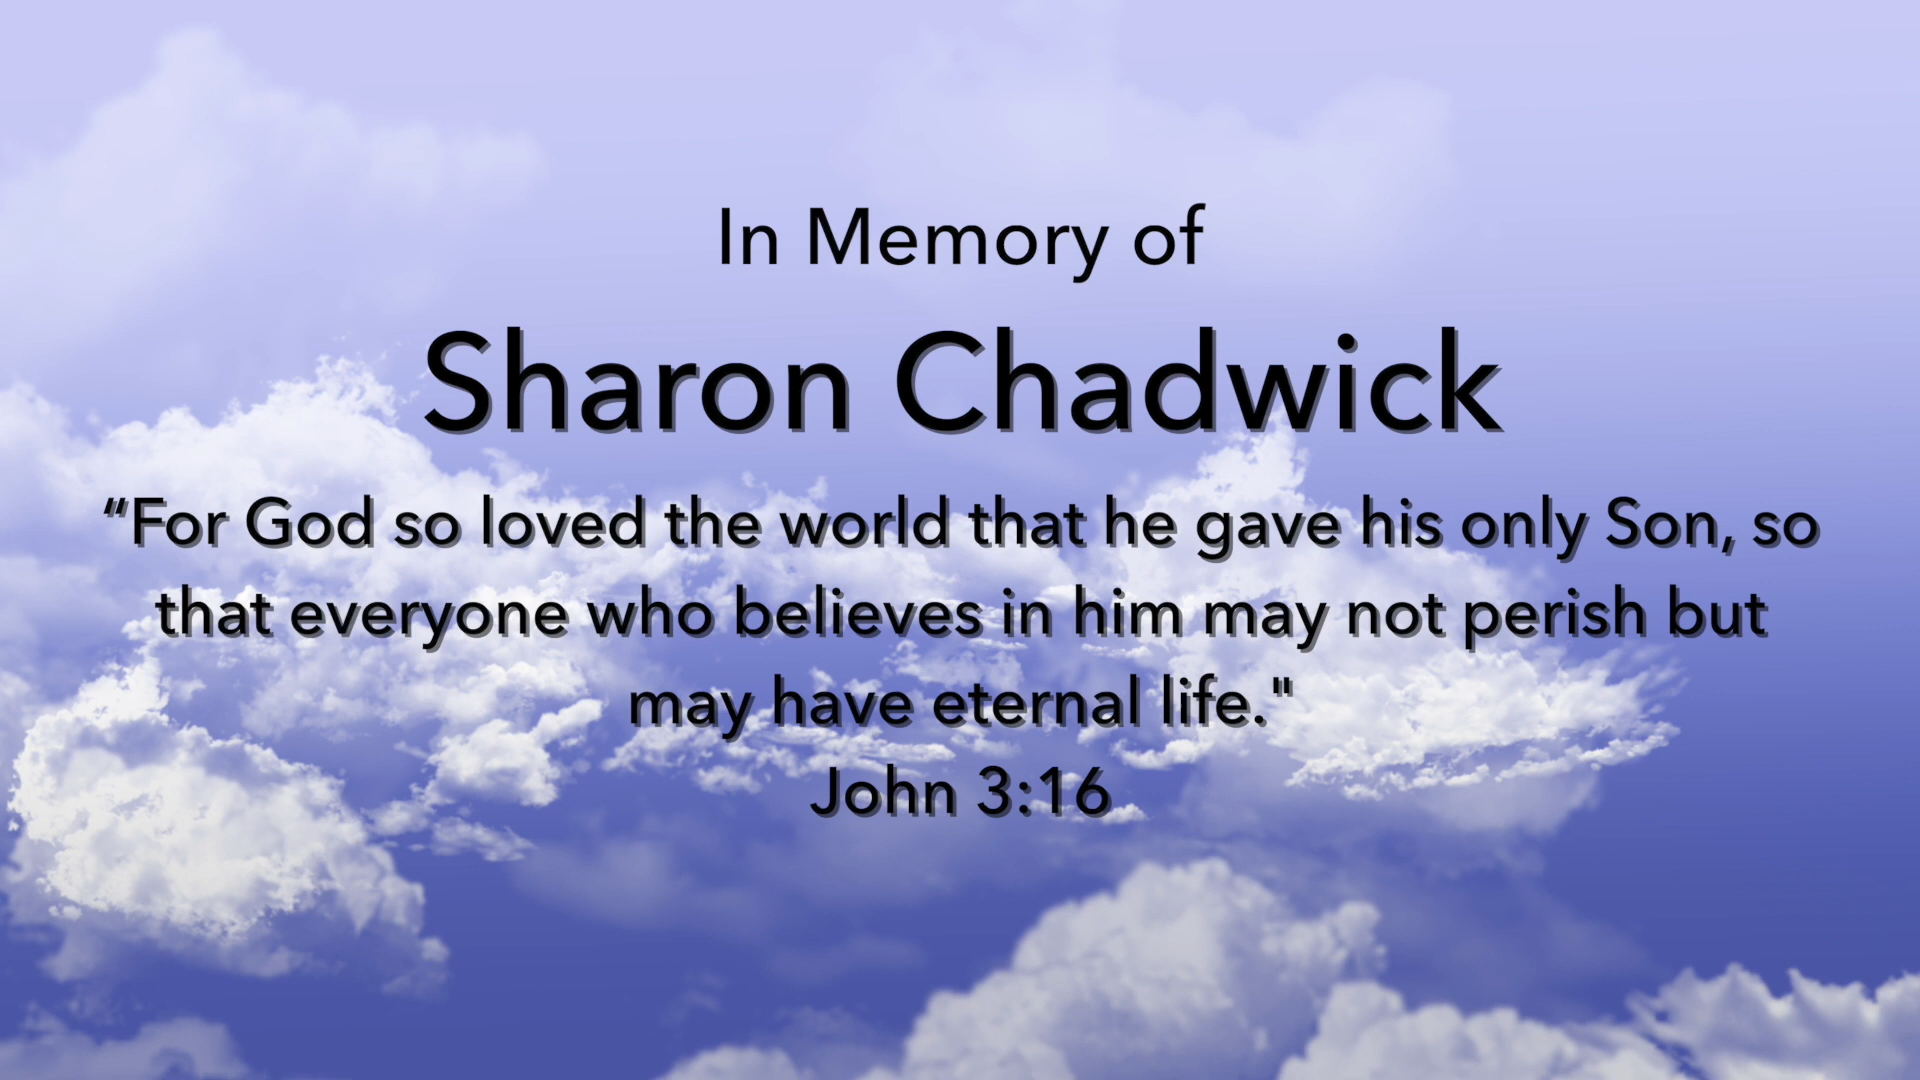 In Memory of
Sharon Chadwick
“For God so loved the world that he gave his only Son, so
that everyone who believes in him may not perish but
may have eternal life."
John 3:16